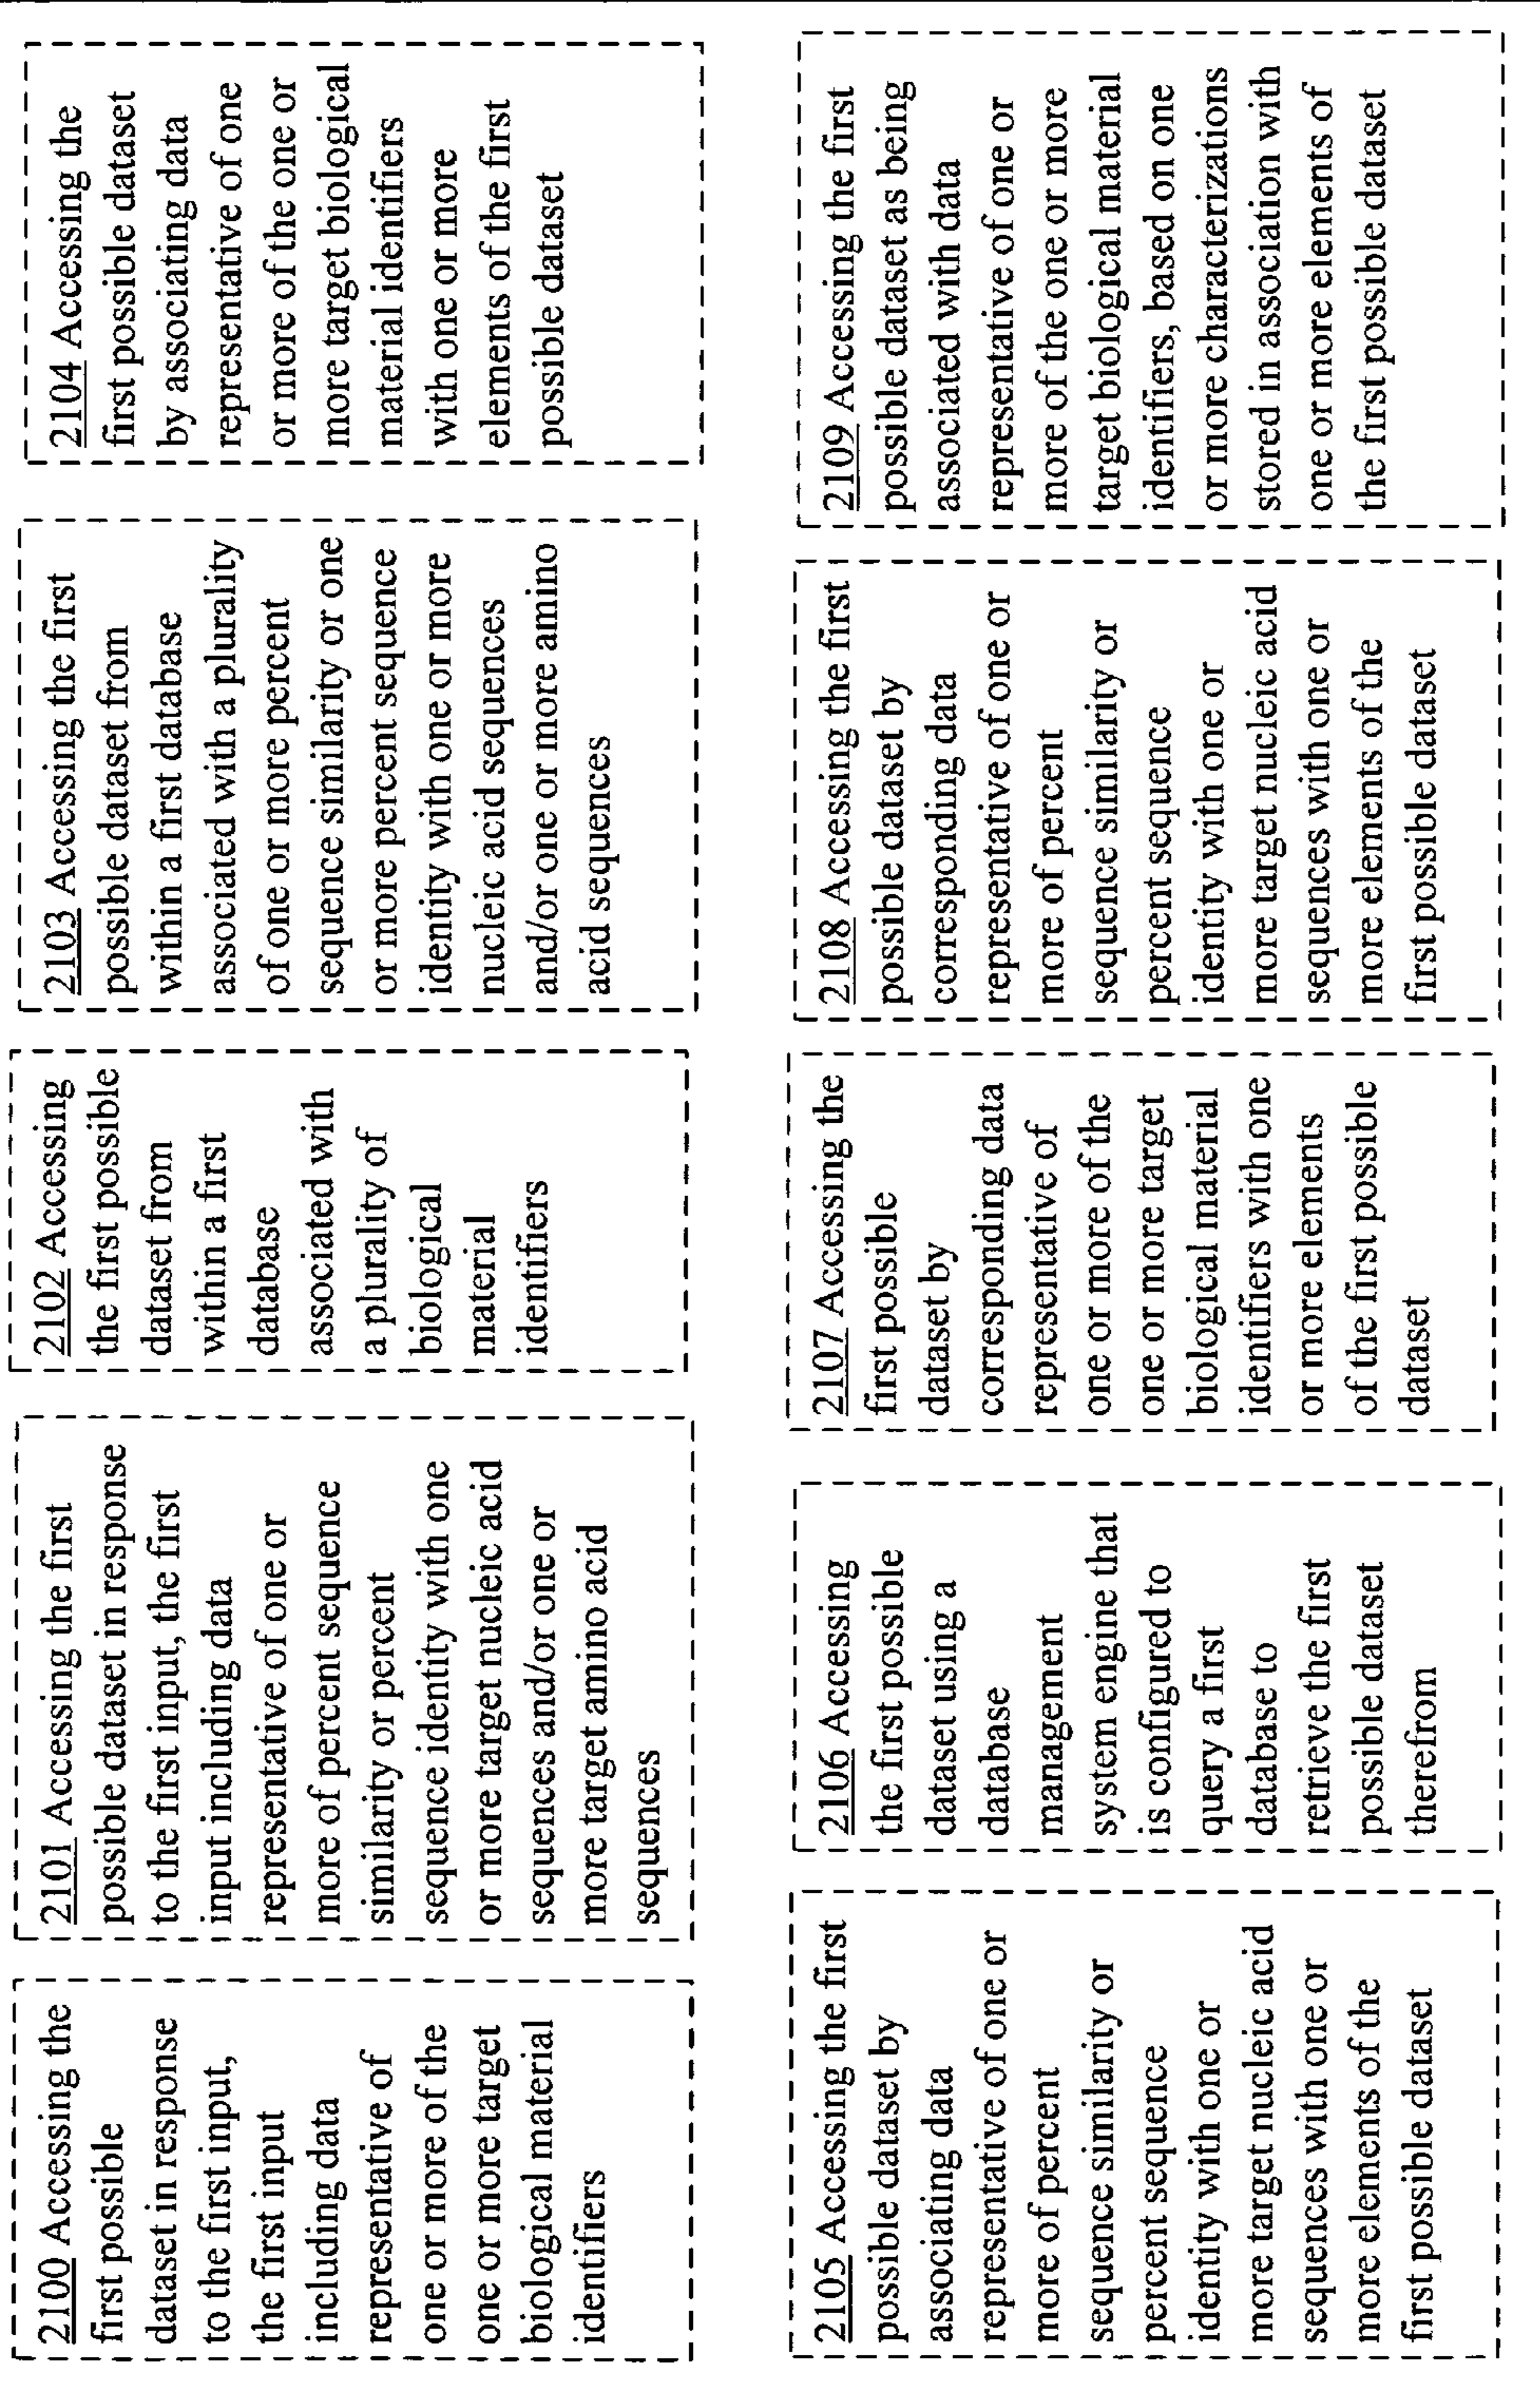 2100 Accessing the
first possible
dataset in response
to the first input,
the first input
including data
representative of
one or more of the
one or more target
biological material
identifiers
2101 Accessing the first
possible dataset in response
to the first input, the first
input including data
representative of one or
more of percent sequence
similarity or percent
sequence identity with one
or more target nucleic acid
sequences and/or one or
more target amino acid
sequences
2102 Accessing
the first possible
dataset from
within a first
database
associated with
a plurality of
biological
material
identifiers
2103 Accessing the first
possible dataset from
within a first database
associated with a plurality
of one or more percent
sequence similarity or one
or more percent sequence
identity with one or more
nucleic acid sequences
and/or one or more amino
acid sequences
2104 Accessing the
first possible dataset
by associating data
representative of one
or more of the one or
more target biological
material identifiers
with one or more
elements of the first
possible dataset
2105 Accessing the first
possible dataset by
associating data
representative of one or
more of percent
sequence similarity or
percent sequence
identity with one or
more target nucleic acid
sequences with one or
more elements of the
first possible dataset
2106 Accessing
the first possible
dataset using a
database
management
system engine that
is configured to
query a first
database to
retrieve the first
possible dataset
therefrom
2107 Accessing the
first possible
dataset by
corresponding data
representative of
one or more of the
one or more target
biological material
identifiers with one
or more elements
of the first possible
dataset
2108 Accessing the first
possible dataset by
corresponding data
representative of one or
more of percent
sequence similarity or
percent sequence
identity with one or
more target nucleic acid
sequences with one or
more elements of the
first possible dataset
2109 Accessing the first
possible dataset as being
associated with data
representative of one or
more of the one or more
target biological material
identifiers, based on one
or more characterizations
stored in association with
one or more elements of
the first possible dataset